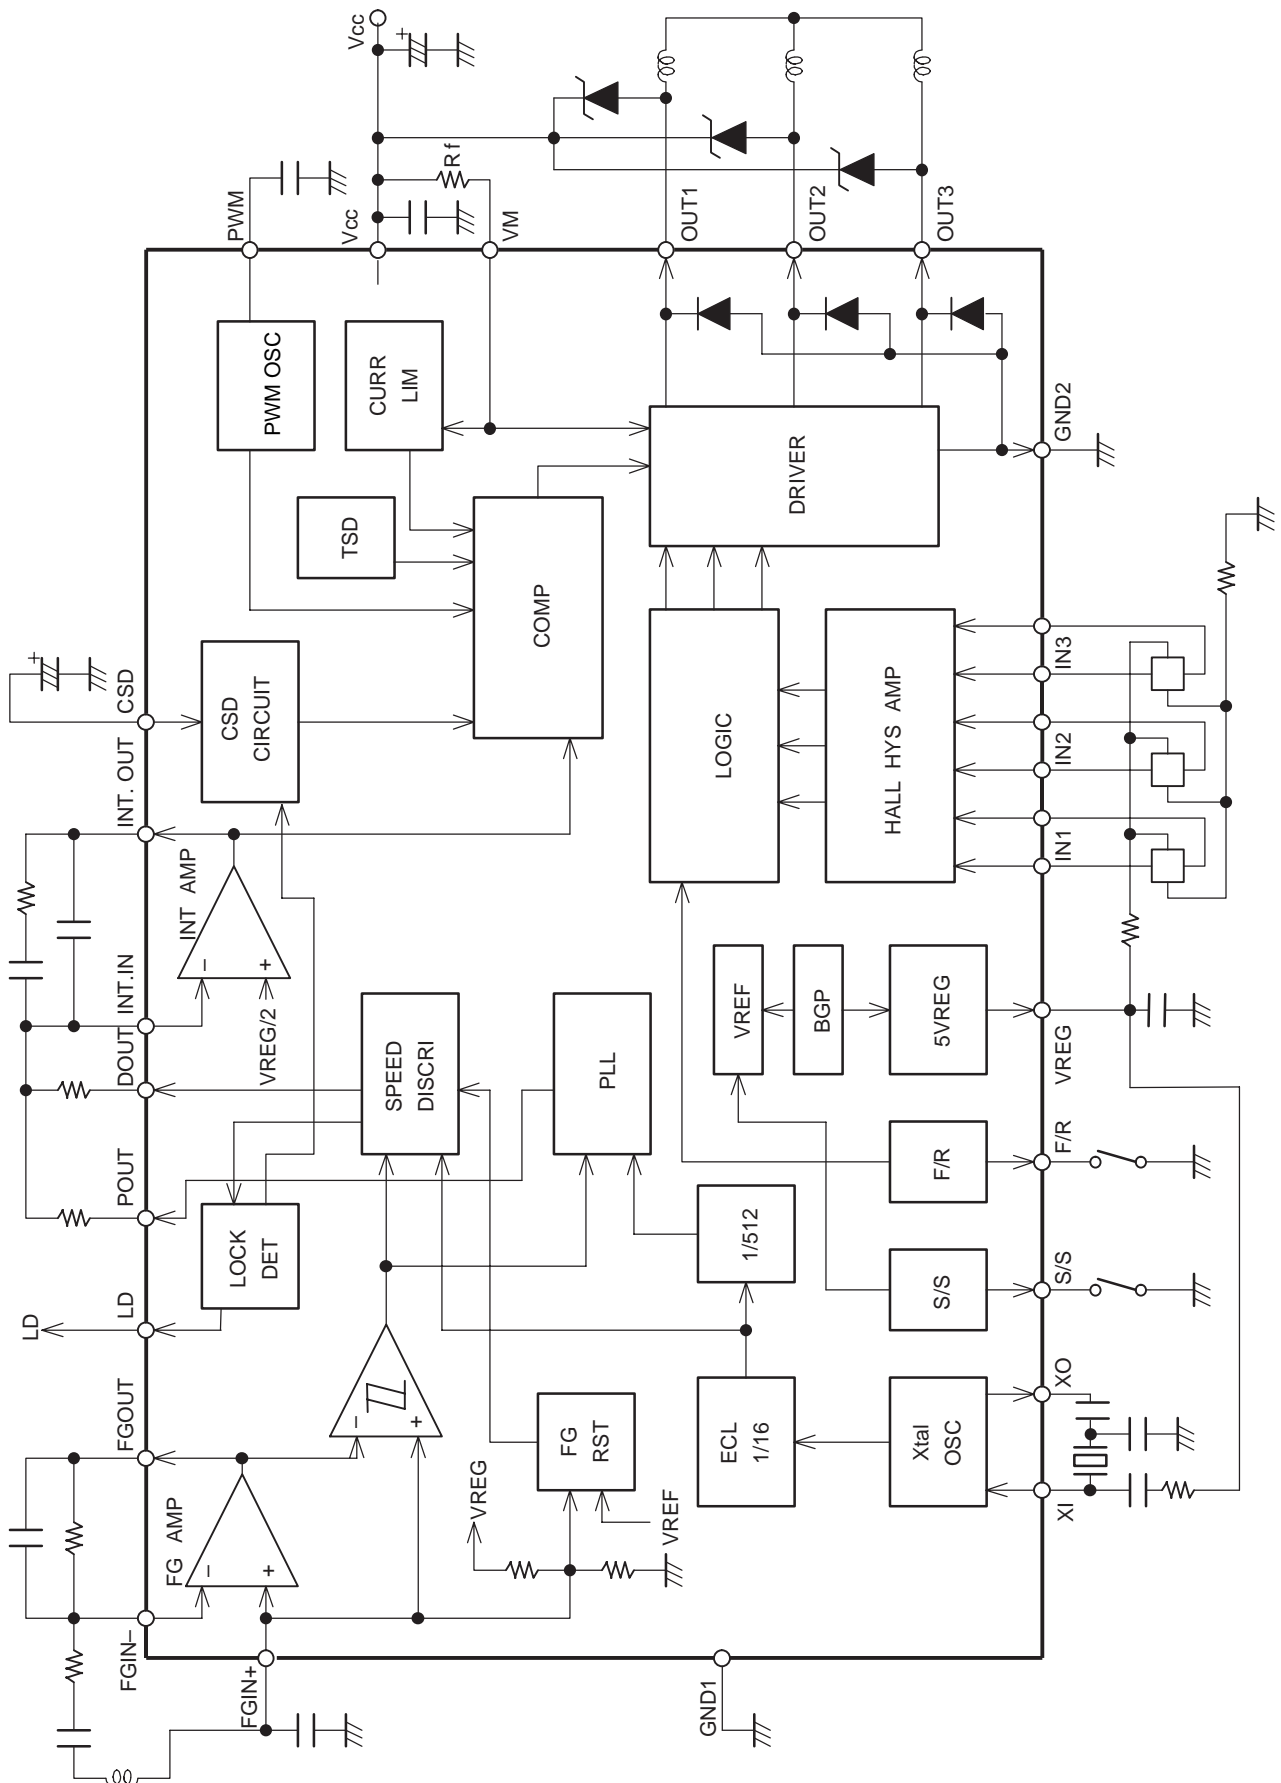 FGIN–
FGOUT
LD
LD
POUT
DOUT
INT.IN
INT. OUT
CSD
+
FG AMP
–
+
LOCK
DET
INT AMP
–
+
VREG/2
CSD
CIRCUIT
PWM OSC
PWM
FGIN+
–
+
SPEED
DISCRI
TSD
CURR
LIM
Vcc
Vcc
+
Rf
VM
VREG
FG
RST
VREF
PLL
COMP
ECL
1/16
1/512
VREF
BGP
LOGIC
DRIVER
OUT1
OUT2
OUT3
GND1
Xtal
OSC
S/S
F/R
5VREG
HALL HYS AMP
XI
XO
S/S
F/R
VREG
IN1
IN2
IN3
GND2